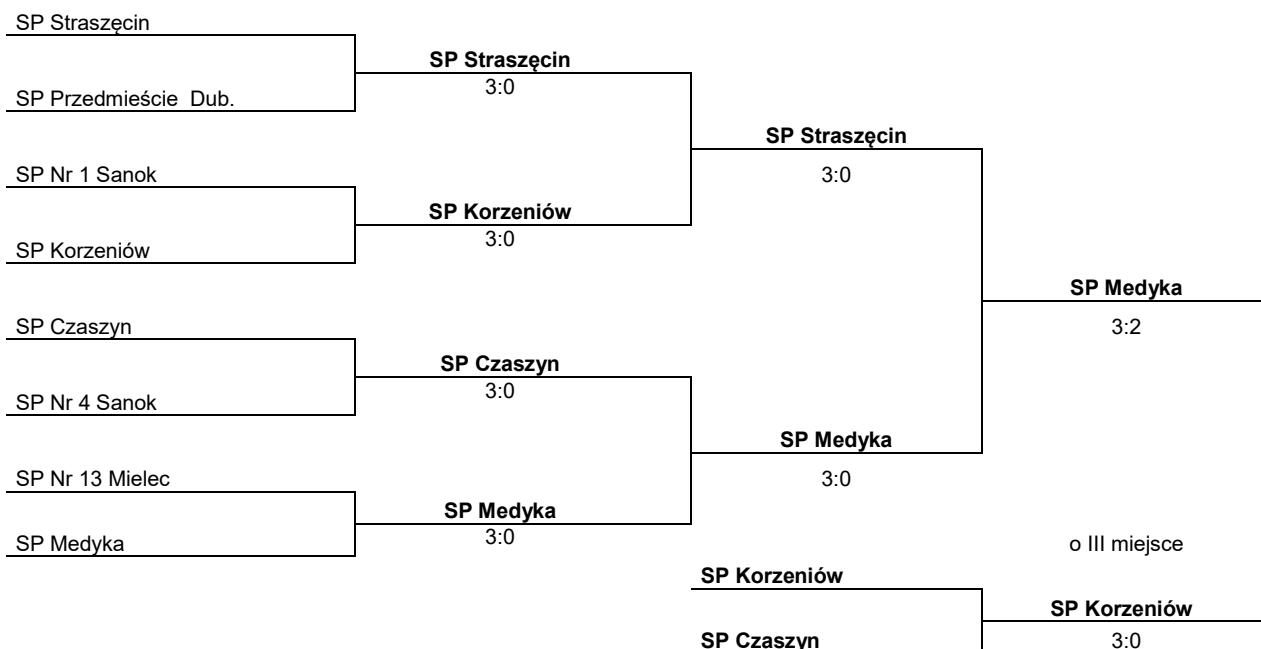 SP Straszęcin
SP Straszęcin
3:0
SP Przedmieście Dub.
SP Straszęcin
3:0
SP Nr 1 Sanok
SP Korzeniów
3:0
SP Korzeniów
SP Medyka
3:2
SP Czaszyn
SP Czaszyn
3:0
SP Nr 4 Sanok
SP Medyka
3:0
SP Nr 13 Mielec
SP Medyka
3:0
SP Medyka
o III miejsce
SP Korzeniów
SP Korzeniów
3:0
SP Czaszyn